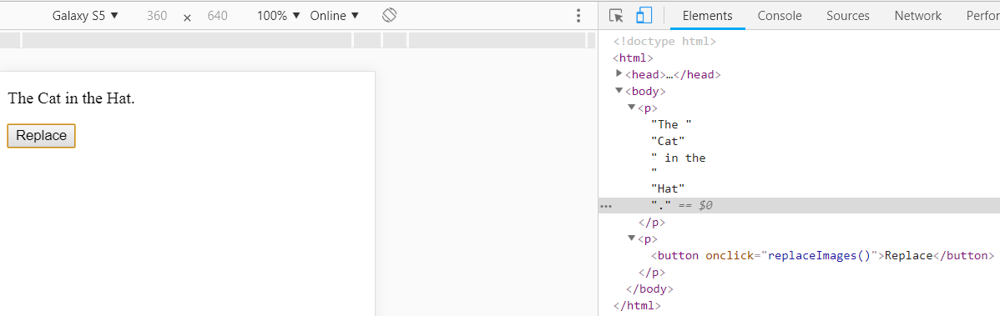 Galaxy S5 ▼ 360 × 640 100% ▼ Online ▼
The Cat in the Hat.
Replace
Elements Console Sources Network Perfor
<!doctype html>
<html>
▶<head>…</head>
▼<body>
▼<p>
"The "
"Cat"
" in the
"
"Hat"
"." == $0
</p>
▼<p>
<button onclick="replaceImages()">Replace</button>
</p>
</body>
</html>